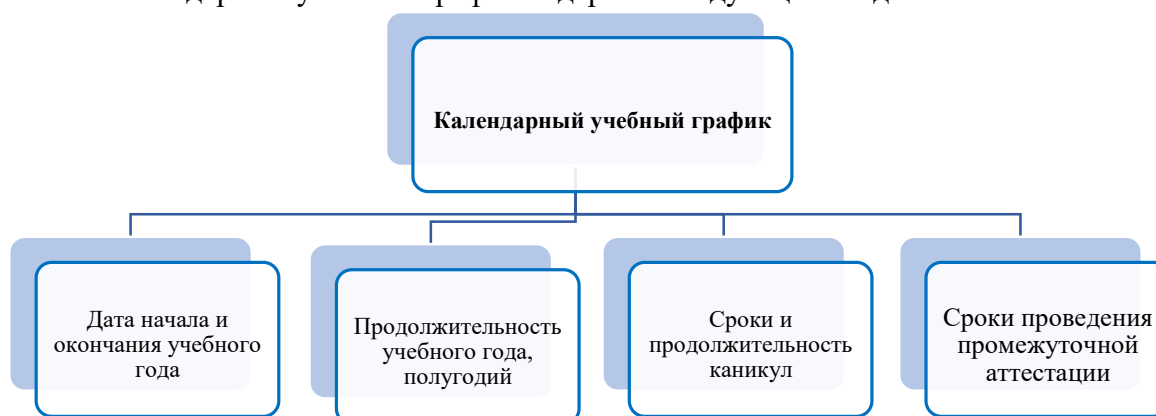 Календарный учебный график
Дата начала и
окончания учебного
года
Продолжительность
учебного года,
полугодий
Сроки и
продолжительность
каникул
Сроки проведения
промежуточной
аттестации